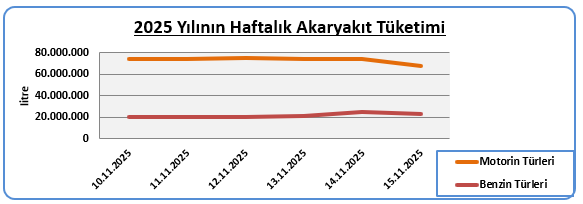 2025 Yılının Haftalık Akaryakıt Tüketimi
litre
80.000.000
60.000.000
40.000.000
20.000.000
0
10.11.2025
11.11.2025
12.11.2025
13.11.2025
14.11.2025
15.11.2025
Motorin Türleri
Benzin Türleri